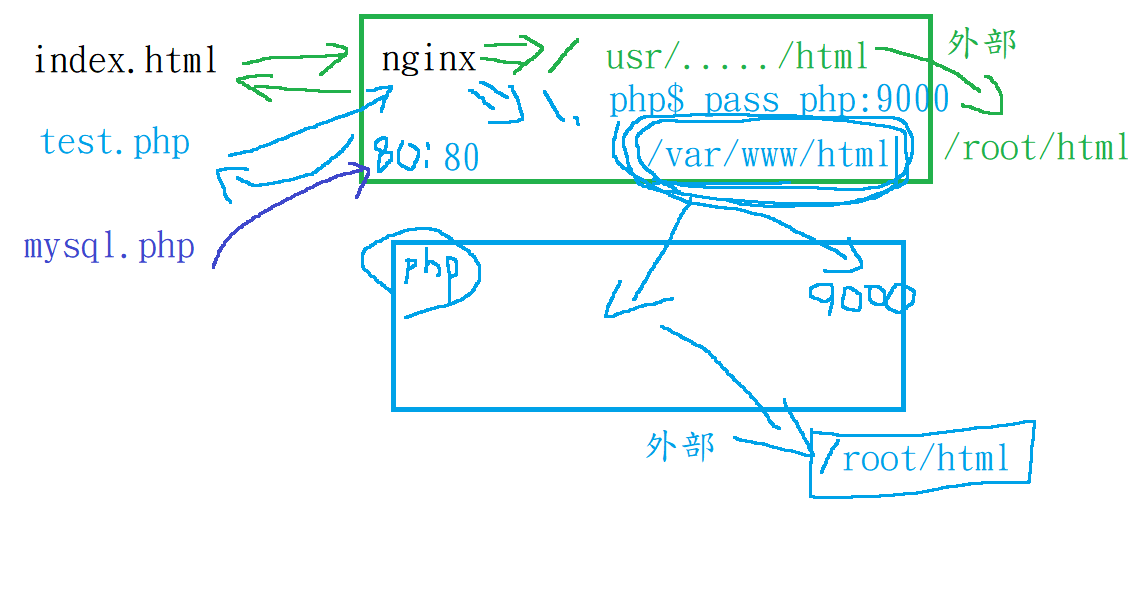 index.html
nginx / usr/...../html 外部
test.php \. php$ pass php:9000
80:80 /var/www/html /root/html
mysql.php
php
9000
外部 /root/html